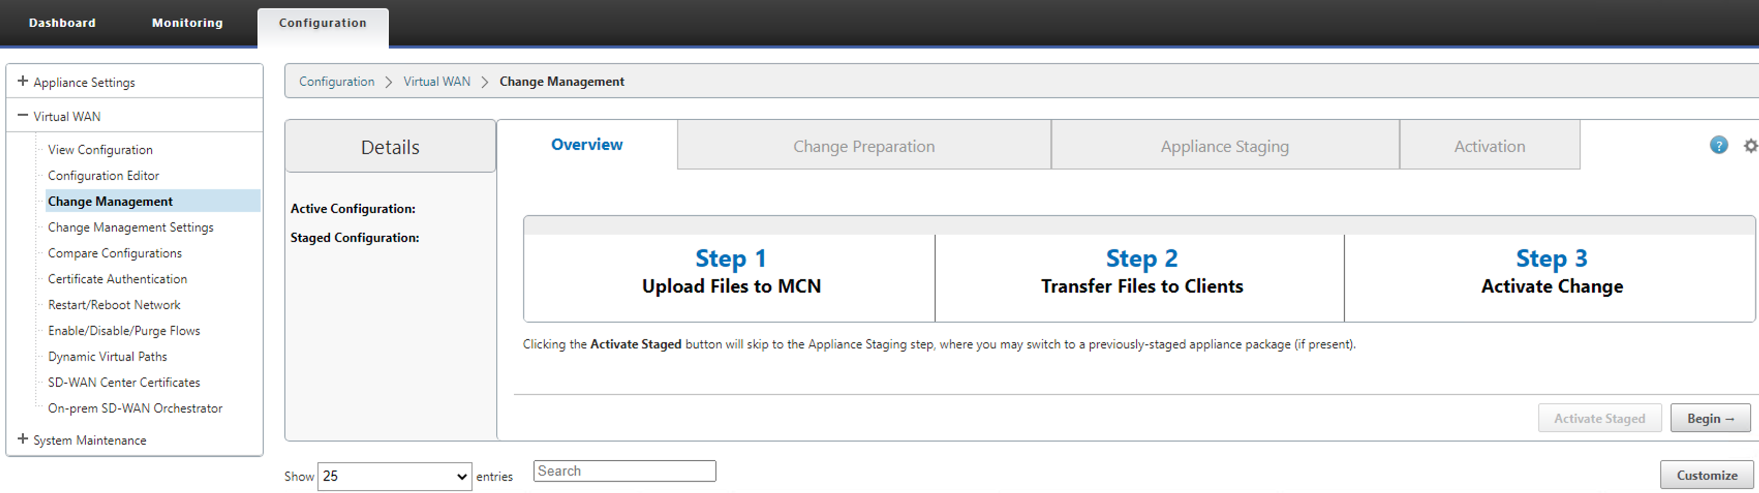 Dashboard Monitoring Configuration
Appliance Settings
Virtual WAN
View Configuration
Configuration Editor
Change Management
Change Management Settings
Compare Configurations
Certificate Authentication
Restart/Reboot Network
Enable/Disable/Purge Flows
Dynamic Virtual Paths
SD-WAN Center Certificates
On-prem SD-WAN Orchestrator
System Maintenance
Configuration > Virtual WAN > Change Management
Details
Active Configuration:
Staged Configuration:
Overview Change Preparation Appliance Staging Activation ?
Step 1
Upload Files to MCN
Step 2
Transfer Files to Clients
Step 3
Activate Change
Clicking the Activate Staged button will skip to the Appliance Staging step, where you may switch to a previously-staged appliance package (if present).
Activate Staged Begin →
Show 25 entries Search Customize